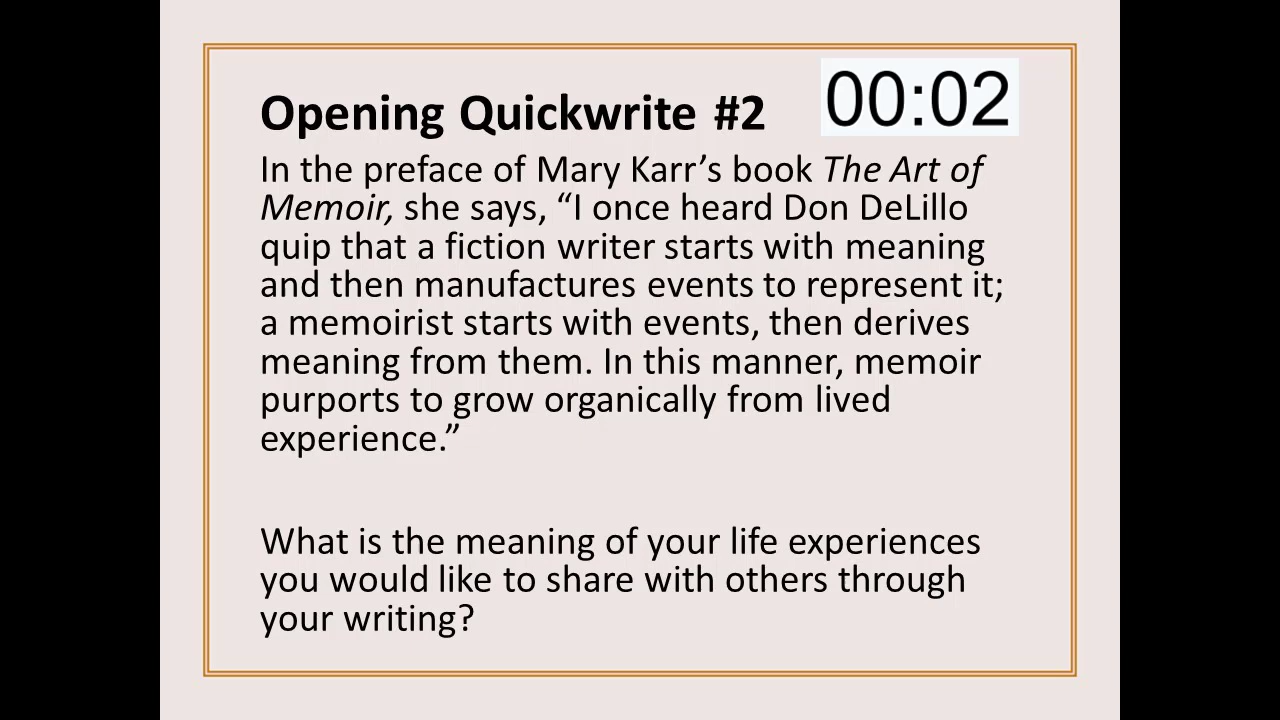 Opening Quickwrite #2
00:02
In the preface of Mary Karr’s book The Art of
Memoir, she says, “I once heard Don DeLillo
quip that a fiction writer starts with meaning
and then manufactures events to represent it;
a memoirist starts with events, then derives
meaning from them. In this manner, memoir
purports to grow organically from lived
experience.”
What is the meaning of your life experiences
you would like to share with others through
your writing?